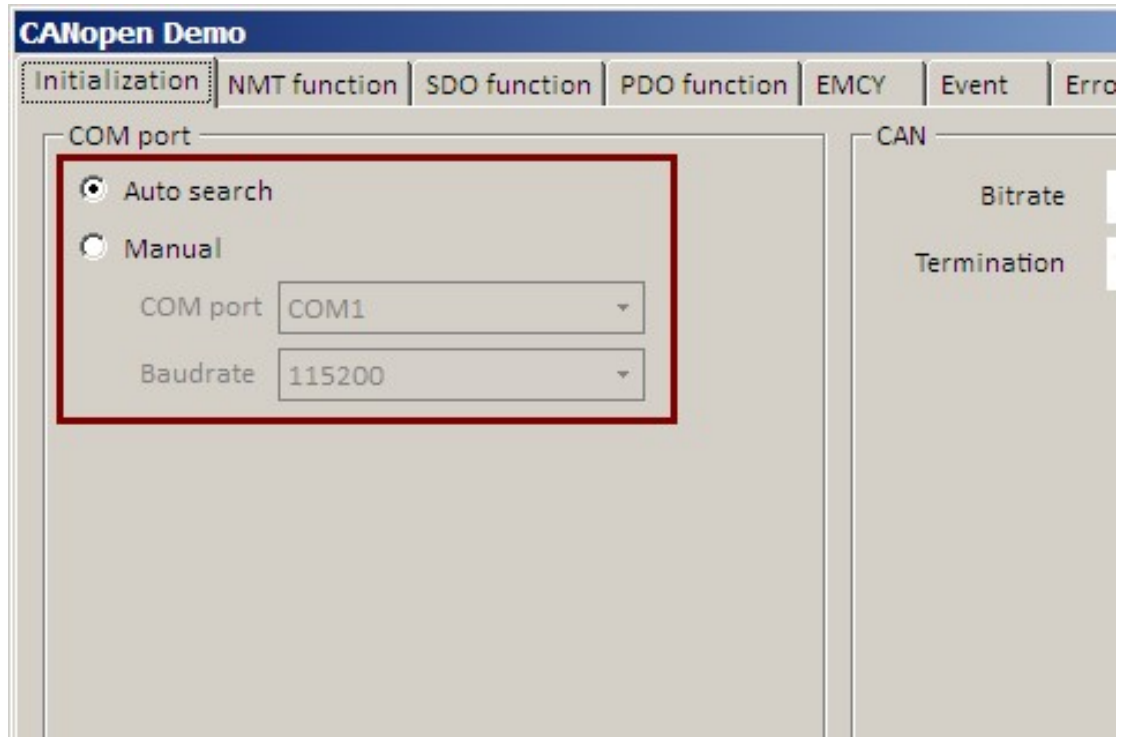 CANopen Demo
Initialization NMT function SDO function PDO function EMCY Event Erro
COM port
Auto search
Manual
COM port COM1
Baudrate 115200
CAN
Bitrate
Termination